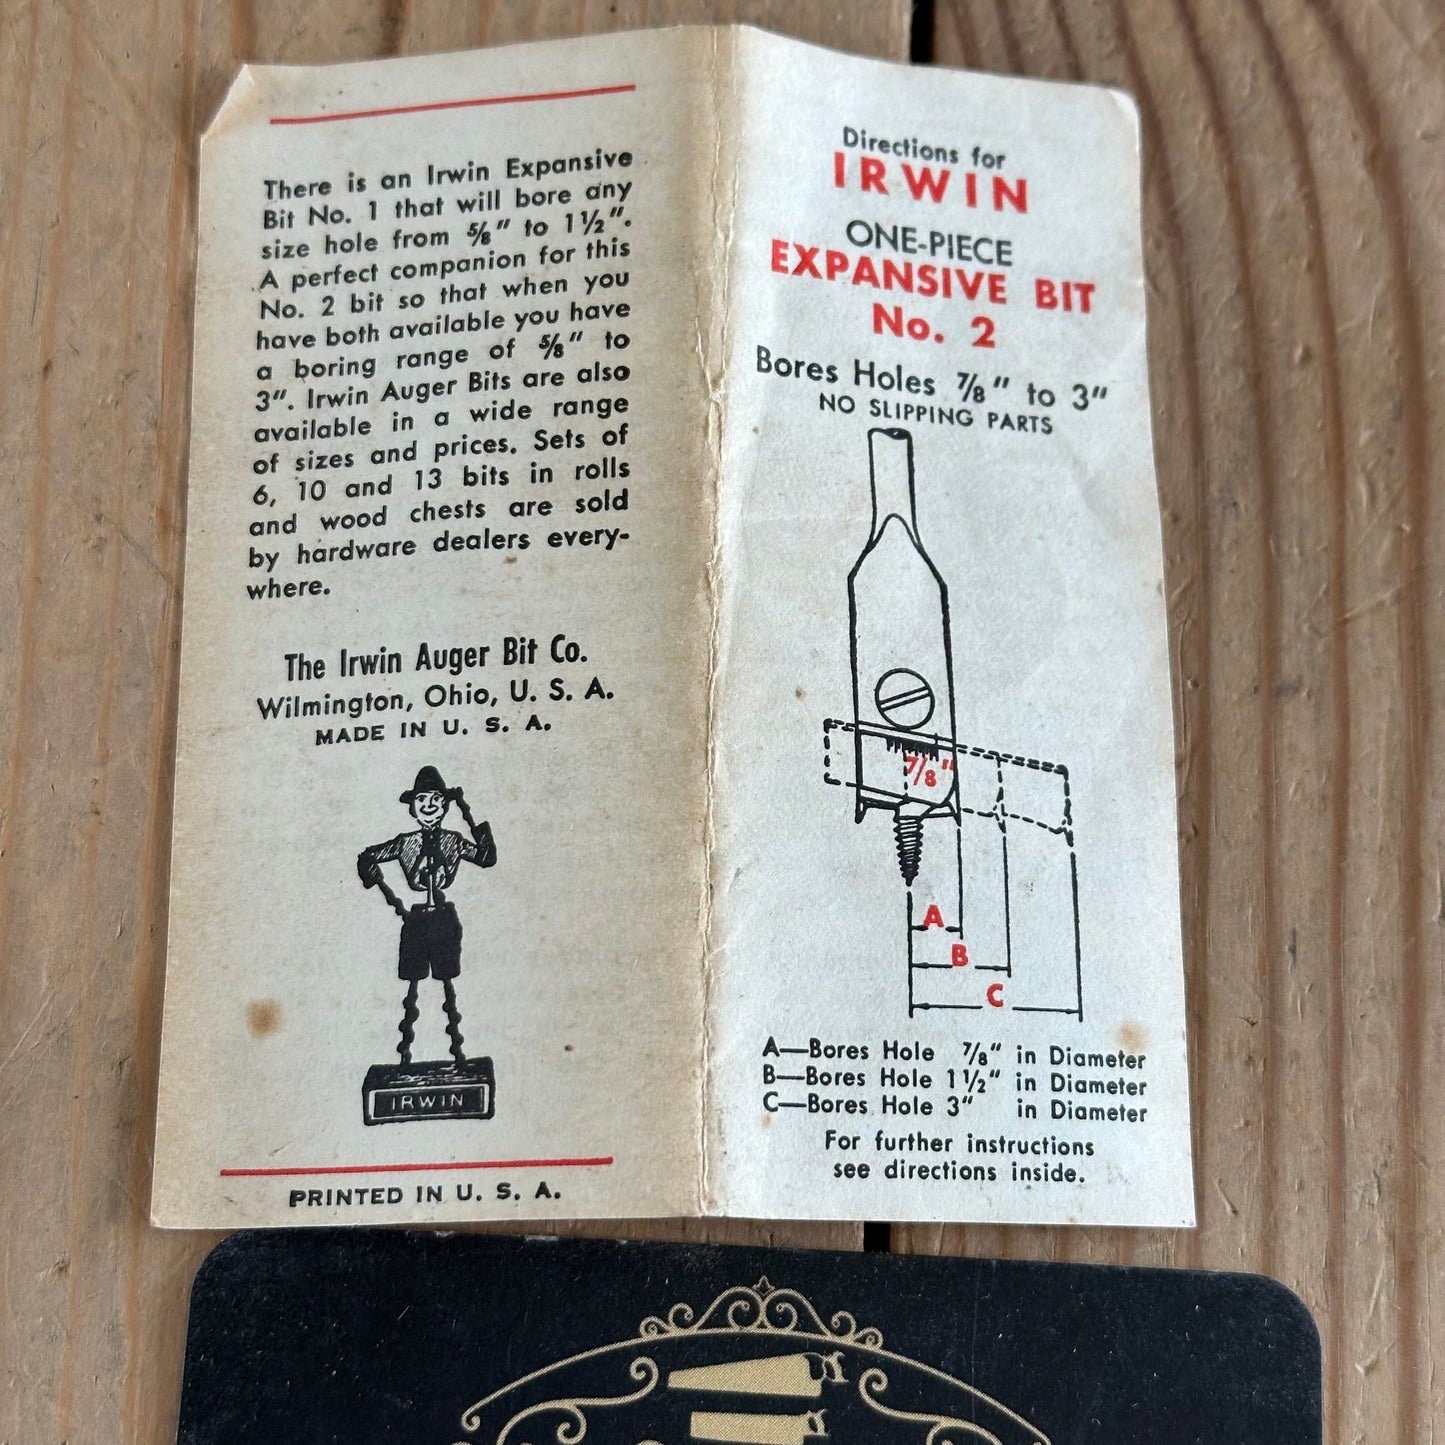 There is an Irwin Expansive
Bit No. 1 that will bore any
size hole from 5/8" to 1 1/2".
A perfect companion for this
No. 2 bit so that when you
have both available you have
a boring range of 5/8" to
3". Irwin Auger Bits are also
available in a wide range
of sizes and prices. Sets of
6, 10 and 13 bits in rolls
and wood chests are sold
by hardware dealers every-
where.
The Irwin Auger Bit Co.
Wilmington, Ohio, U. S. A.
MADE IN U. S. A.
IRWIN
PRINTED IN U. S. A.
Directions for
IRWIN
ONE-PIECE
EXPANSIVE BIT
No. 2
Bores Holes 7/8" to 3"
NO SLIPPING PARTS
7/8"
A
B
C
A—Bores Hole 7/8" in Diameter
B—Bores Hole 1 1/2" in Diameter
C—Bores Hole 3" in Diameter
For further instructions
see directions inside.